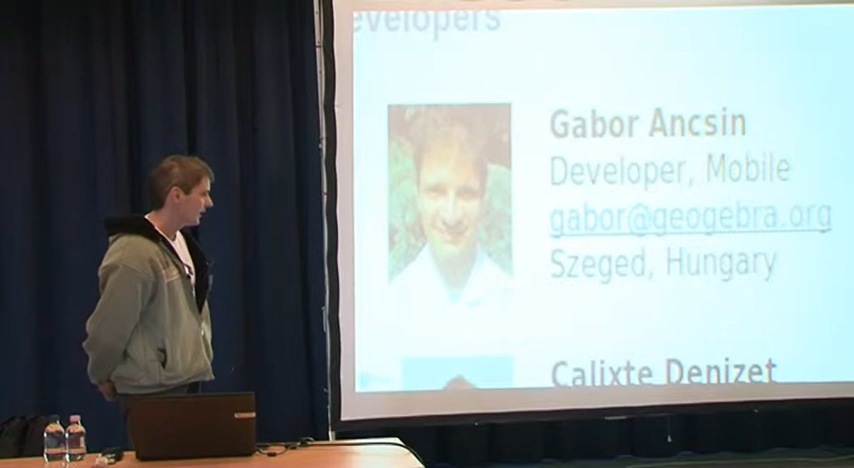 evelopers
Gabor Ancsin
Developer, Mobile
gabor@geogebra.org
Szeged, Hungary
Calixte Denizet